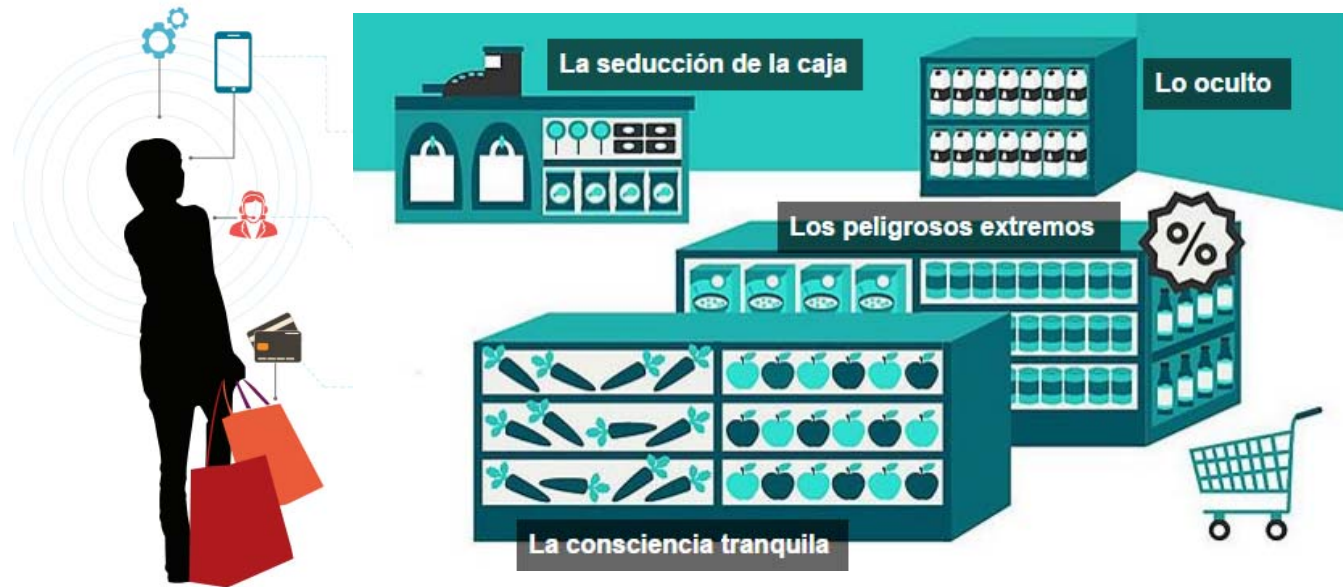 La seducción de la caja
Lo oculto
Los peligrosos extremos
%
La consciencia tranquila